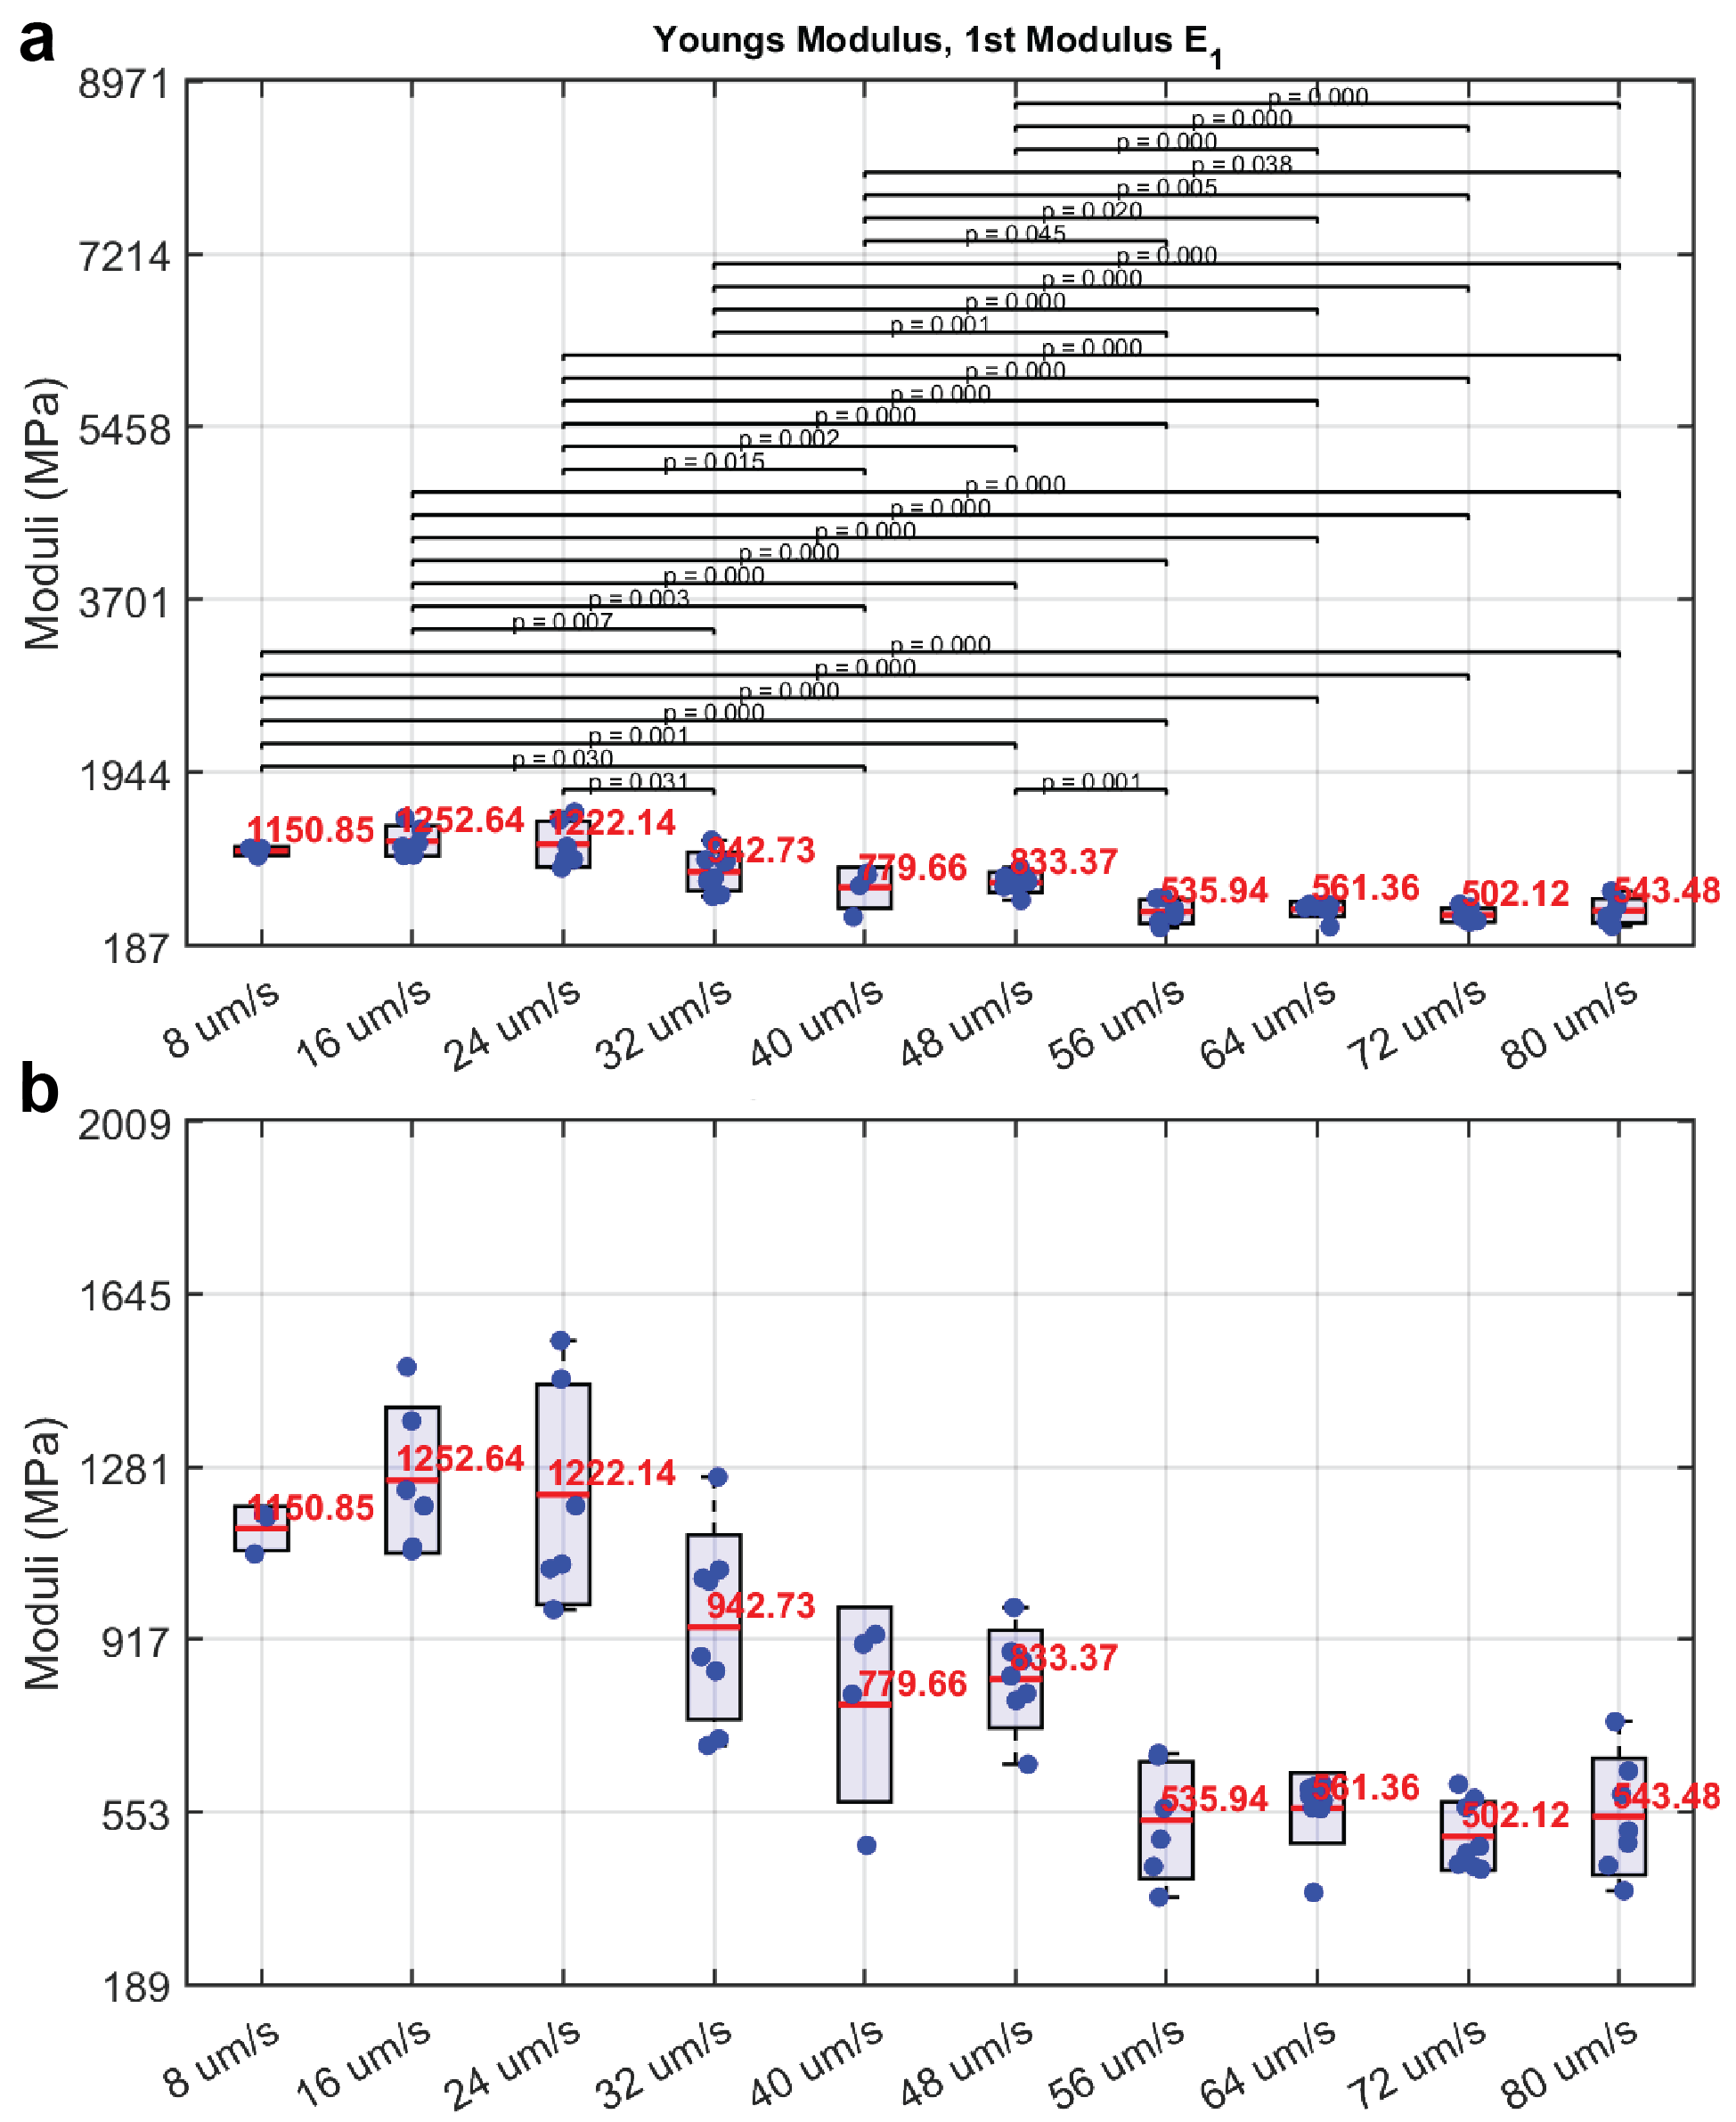 a
Youngs Modulus, 1st Modulus E1
8971
7214
5458
3701
1944
187
Moduli (MPa)
p = 0.000
p = 0.000
p = 0.000
p = 0.038
p = 0.005
p = 0.020
p = 0.045
p = 0.000
p = 0.000
p = 0.000
p = 0.001
p = 0.000
p = 0.000
p = 0.000
p = 0.000
p = 0.002
p = 0.015
p = 0.000
p = 0.000
p = 0.000
p = 0.000
p = 0.000
p = 0.003
p = 0.007
p = 0.000
p = 0.000
p = 0.000
p = 0.000
p = 0.001
p = 0.030
p = 0.031 p = 0.001
1150.85 1252.64 1222.14 942.73 779.66 833.37 535.94 561.36 502.12 543.48
8 um/s 16 um/s 24 um/s 32 um/s 40 um/s 48 um/s 56 um/s 64 um/s 72 um/s 80 um/s
b
2009
1645
1281
917
553
189
Moduli (MPa)
1150.85 1252.64 1222.14 942.73 779.66 833.37 535.94 561.36 502.12 543.48
8 um/s 16 um/s 24 um/s 32 um/s 40 um/s 48 um/s 56 um/s 64 um/s 72 um/s 80 um/s